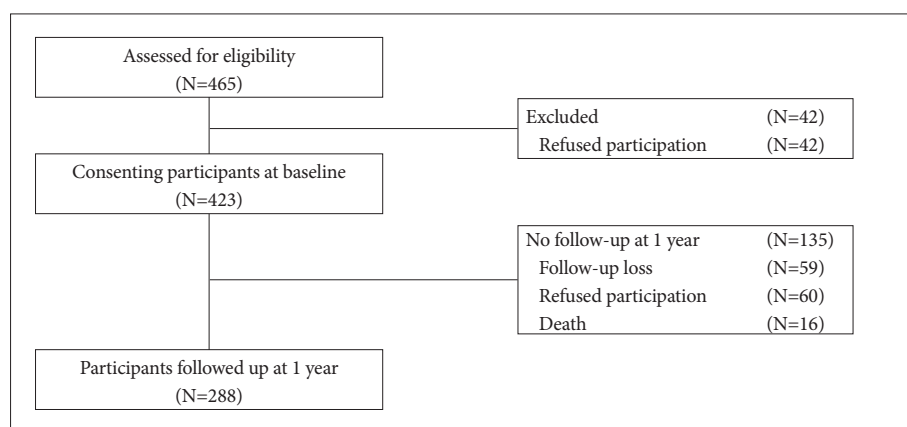 Assessed for eligibility
(N=465)
Excluded (N=42)
Refused participation (N=42)
Consenting participants at baseline
(N=423)
No follow-up at 1 year (N=135)
Follow-up loss (N=59)
Refused participation (N=60)
Death (N=16)
Participants followed up at 1 year
(N=288)